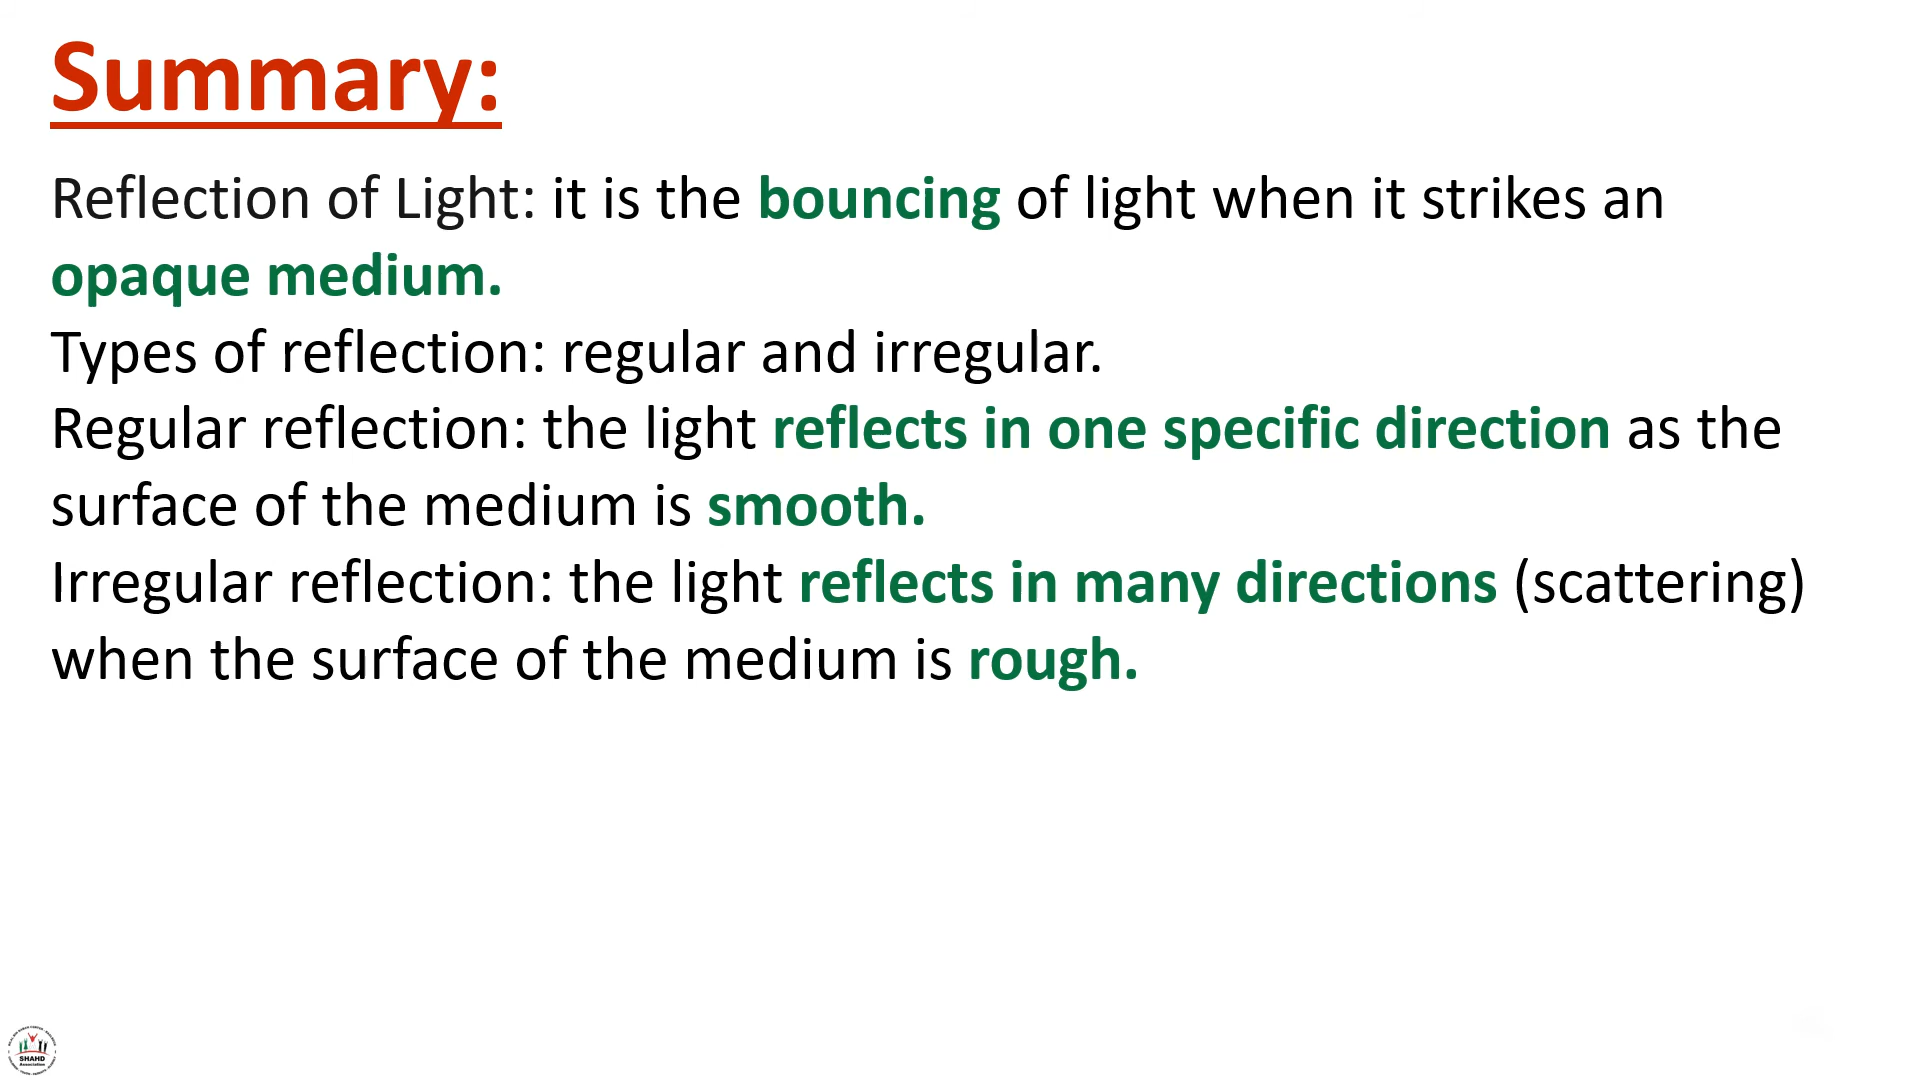 Summary:
Reflection of Light: it is the bouncing of light when it strikes an
opaque medium.
Types of reflection: regular and irregular.
Regular reflection: the light reflects in one specific direction as the
surface of the medium is smooth.
Irregular reflection: the light reflects in many directions (scattering)
when the surface of the medium is rough.
SHAHD
Association